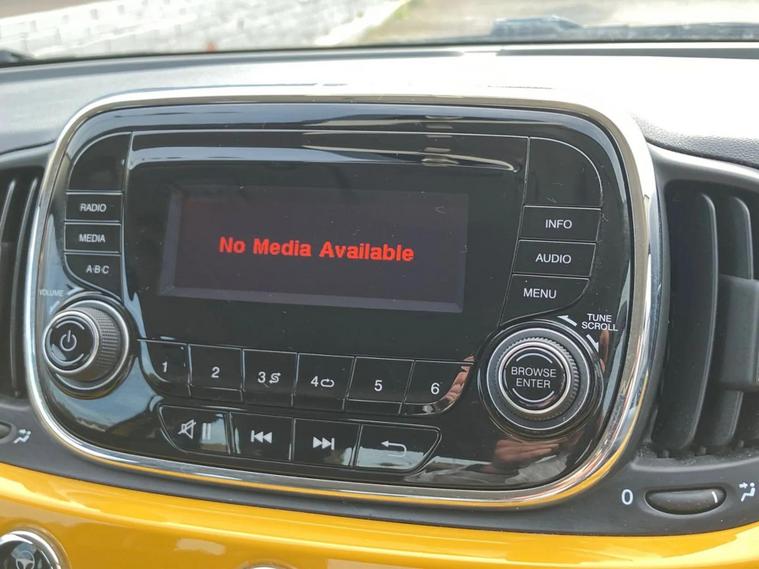 No Media Available
RADIO
MEDIA
A·B·C
VOLUME
INFO
AUDIO
MENU
TUNE
SCROLL
BROWSE
ENTER
1
2
3
4
5
6
0
1